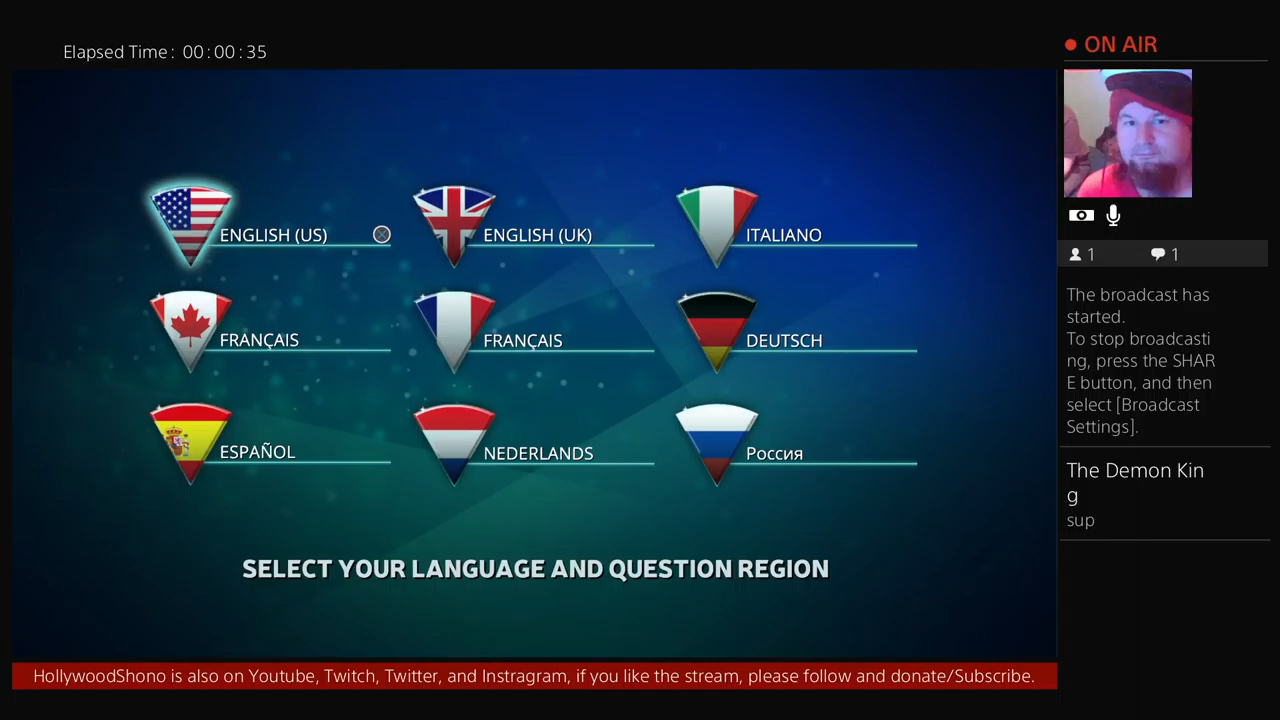 Elapsed Time: 00:00:35
ON AIR
ENGLISH (US)
ENGLISH (UK)
ITALIANO
FRANÇAIS
FRANÇAIS
DEUTSCH
ESPAÑOL
NEDERLANDS
Россия
SELECT YOUR LANGUAGE AND QUESTION REGION
1
1
The broadcast has
started.
To stop broadcasti
ng, press the SHAR
E button, and then
select [Broadcast
Settings].
The Demon Kin
g
sup
HollywoodShono is also on Youtube, Twitch, Twitter, and Instragram, if you like the stream, please follow and donate/Subscribe.